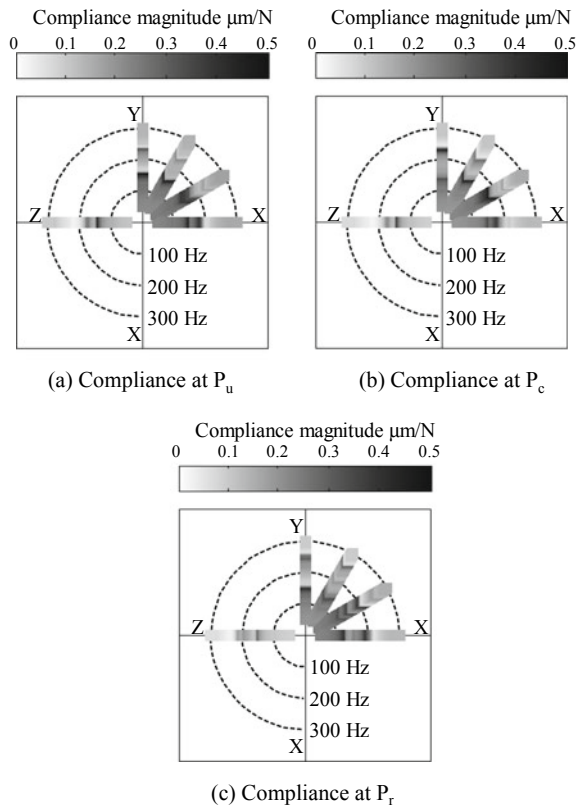 Compliance magnitude μm/N
0 0.1 0.2 0.3 0.4 0.5
Y
Z X
100 Hz
200 Hz
300 Hz
X
(a) Compliance at Pu
Compliance magnitude μm/N
0 0.1 0.2 0.3 0.4 0.5
Y
Z X
100 Hz
200 Hz
300 Hz
X
(b) Compliance at Pc
Compliance magnitude μm/N
0 0.1 0.2 0.3 0.4 0.5
Y
Z X
100 Hz
200 Hz
300 Hz
X
(c) Compliance at Pr